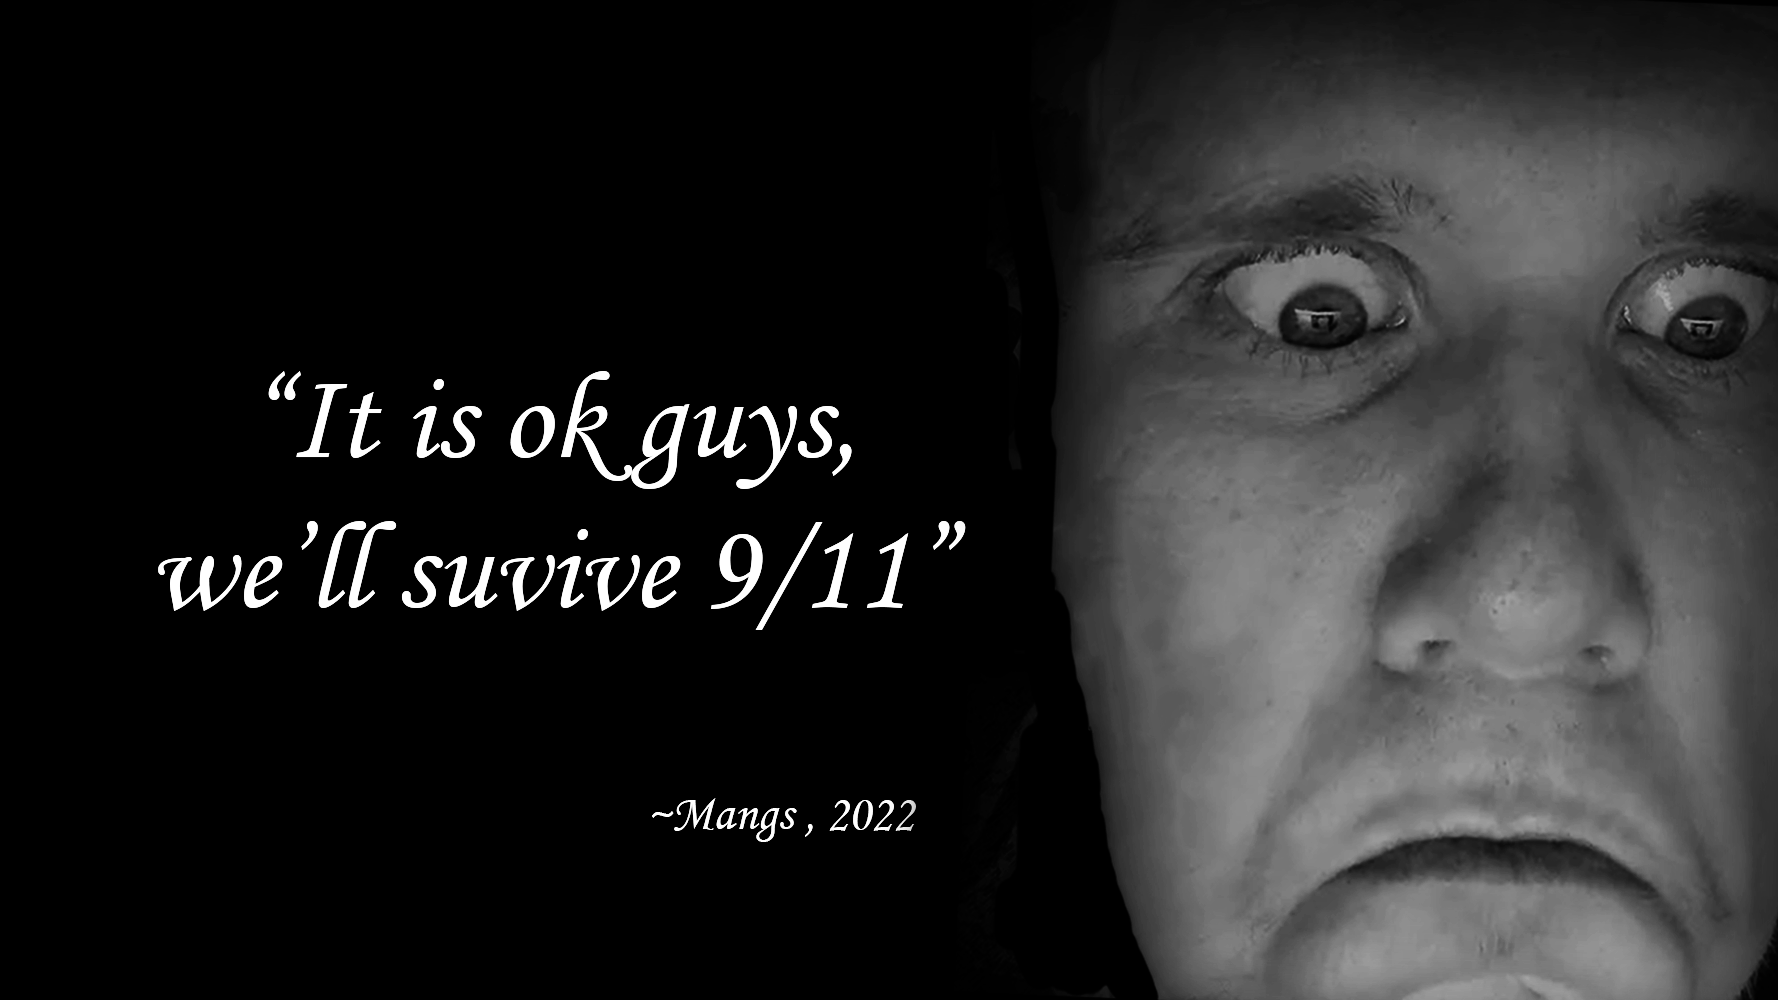 “It is ok guys,
we’ll suvive 9/11”
~Mangs , 2022